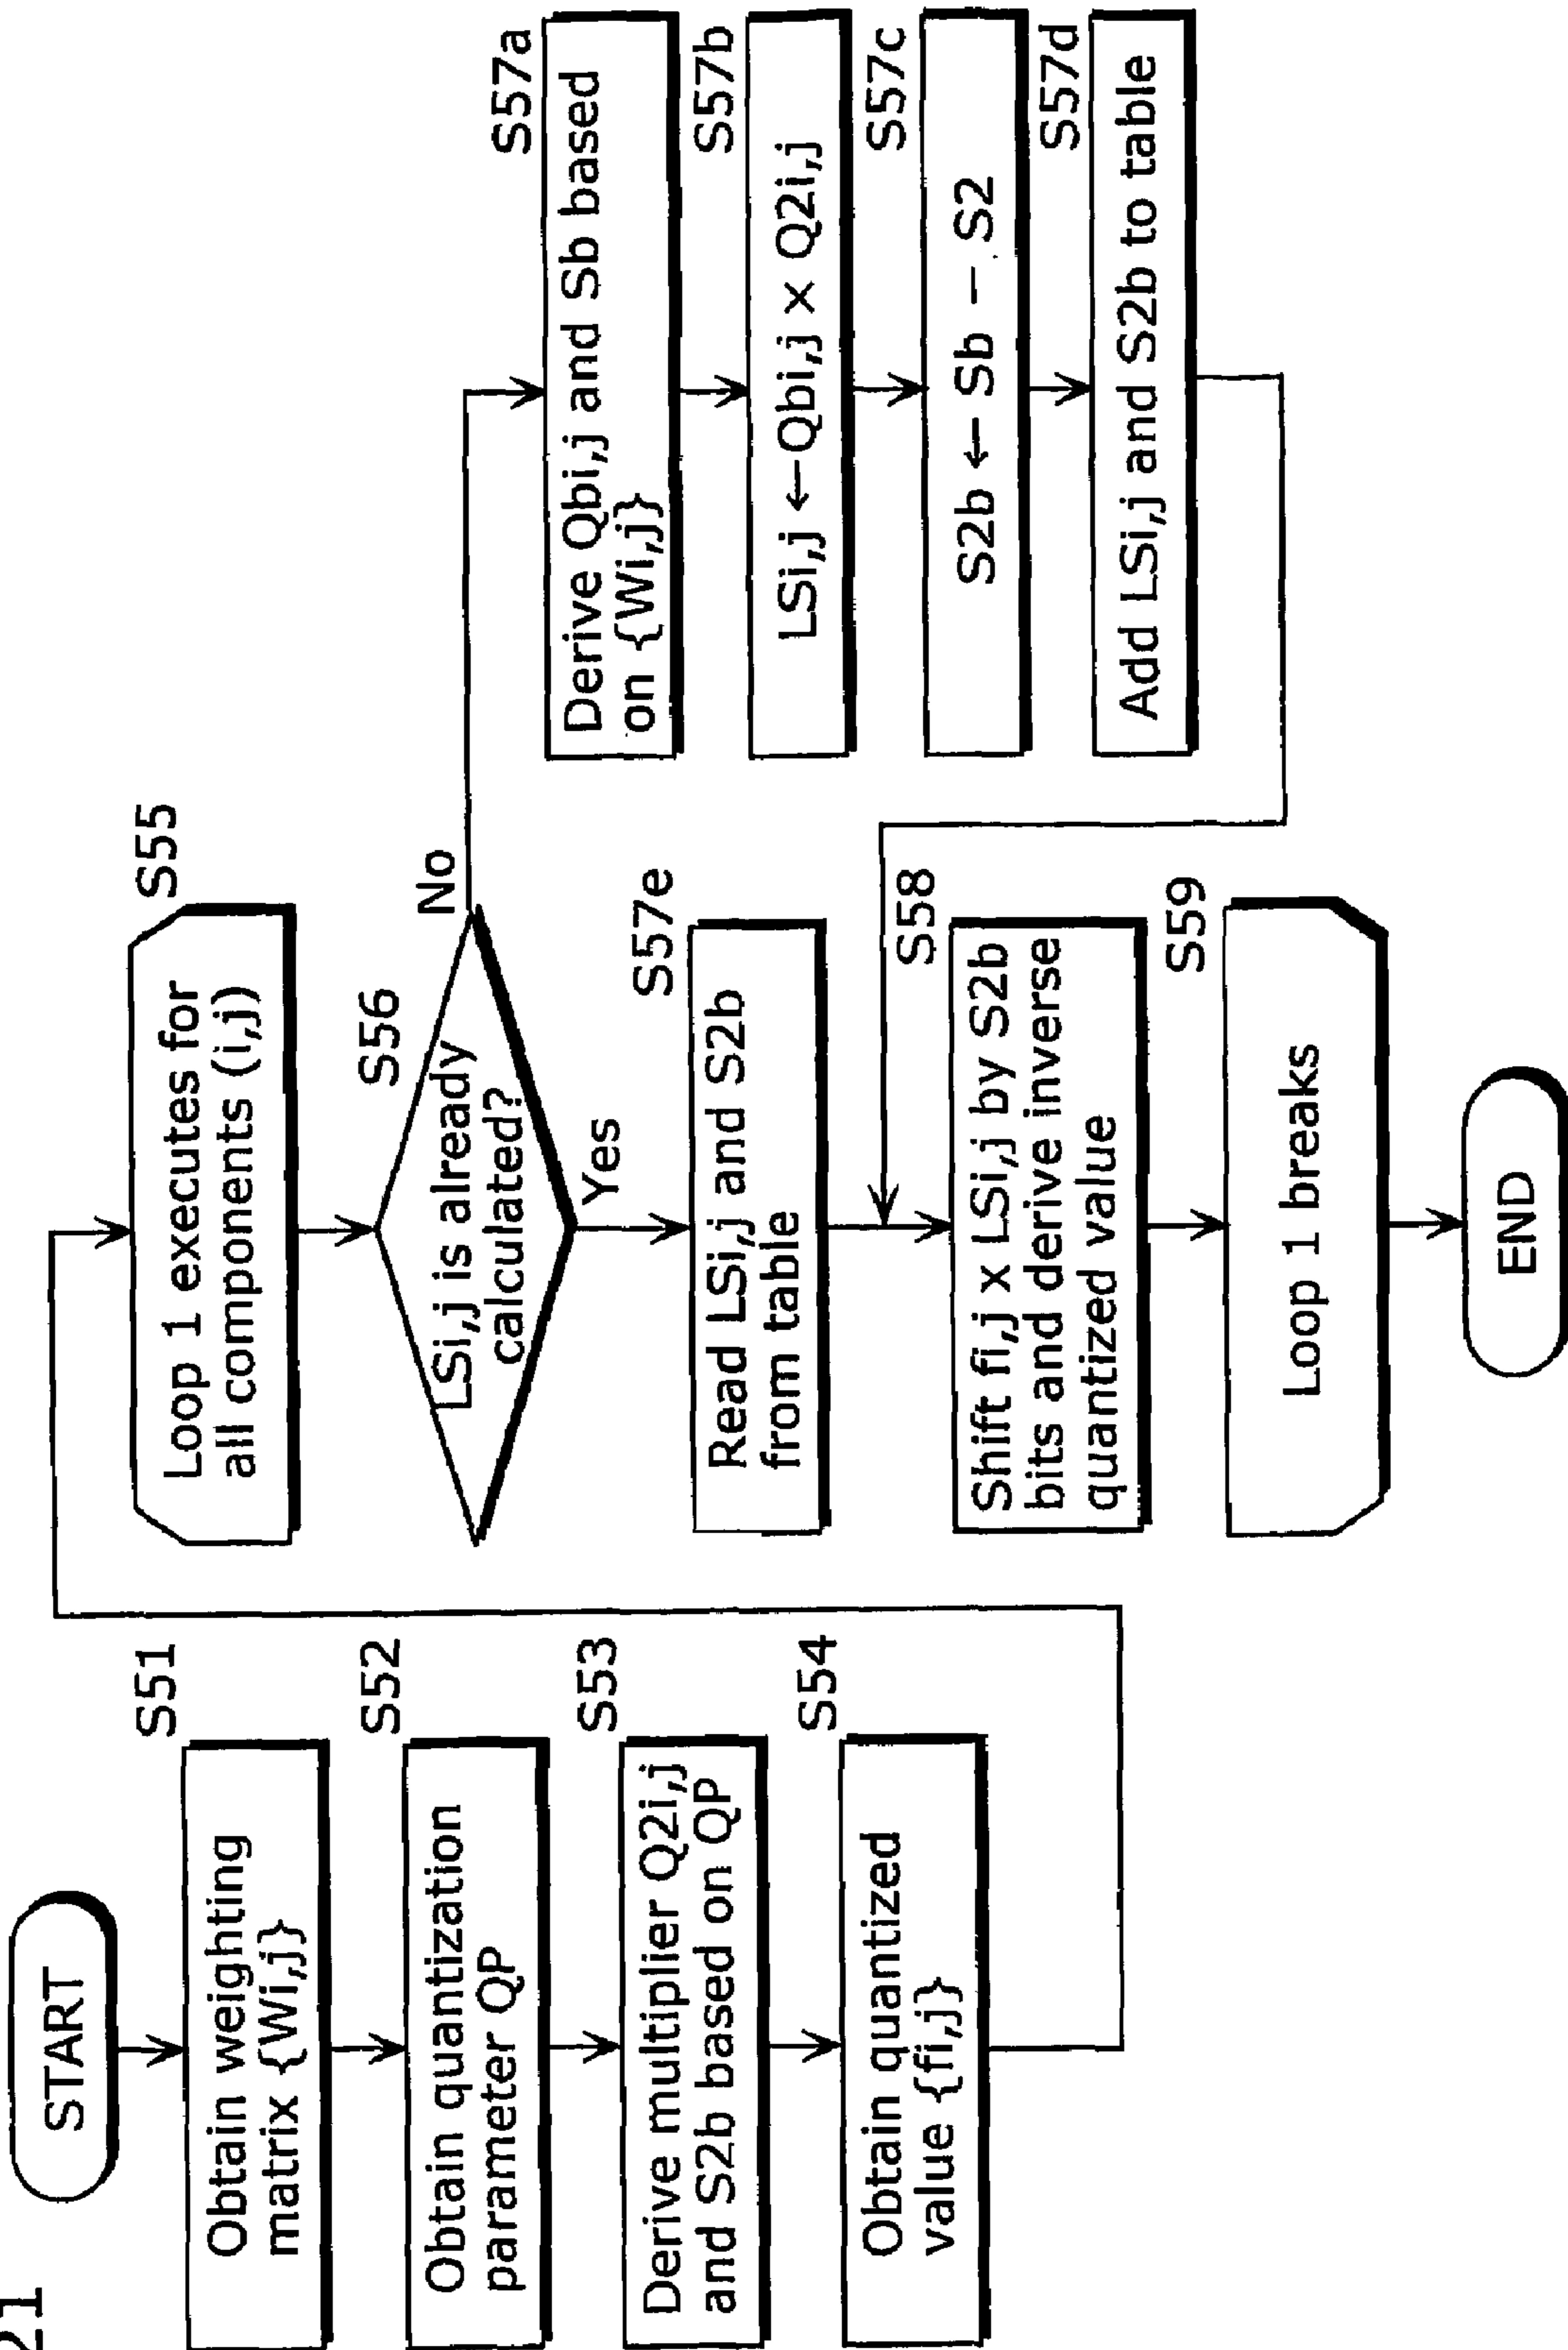 21
START
S51
Obtain weighting
matrix {Wi,j}
S52
Obtain quantization
parameter QP
S53
Derive multiplier Q2i,j
and S2b based on QP
S54
Obtain quantized
value {fi,j}
S55
Loop 1 executes for
all components (i,j)
S56
LSi,j is already
calculated?
No
Yes
S57e
Read LSi,j and S2b
from table
S58
Shift fi,j x LSi,j by S2b
bits and derive inverse
quantized value
S59
Loop 1 breaks
END
S57a
Derive Qbi,j and Sb based
on {Wi,j}
S57b
LSi,j ←Qbi,j x Q2i,j
S57c
S2b ← Sb − S2
S57d
Add LSi,j and S2b to table